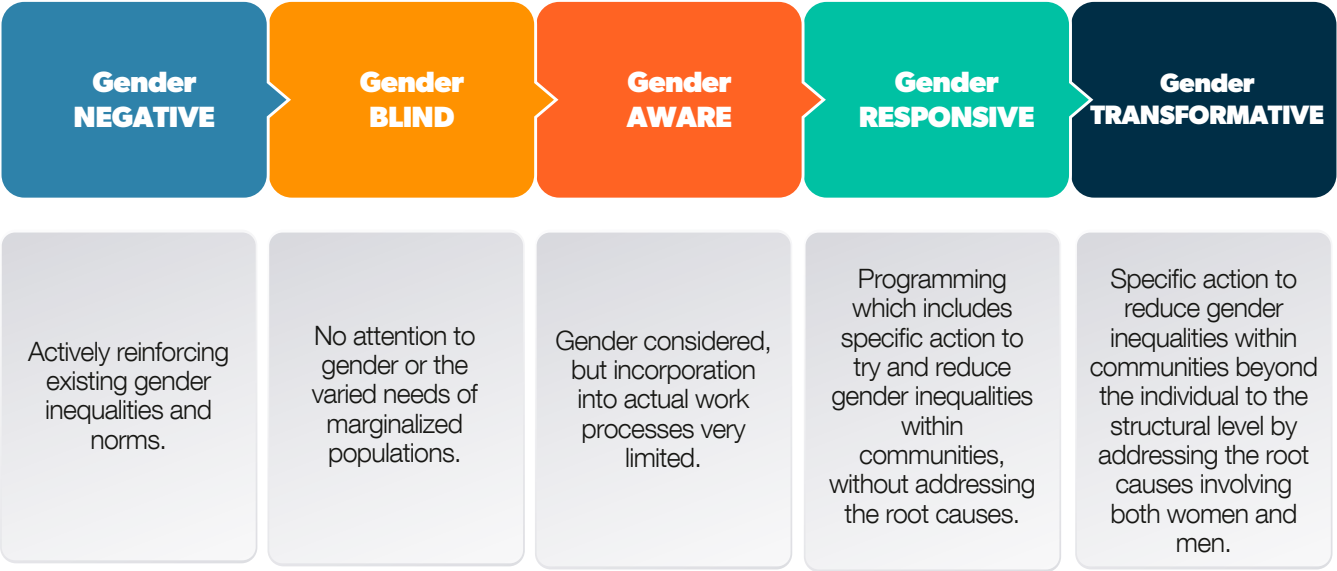 Gender
NEGATIVE
Gender
BLIND
Gender
AWARE
Gender
RESPONSIVE
Gender
TRANSFORMATIVE
Actively reinforcing
existing gender
inequalities and
norms.
No attention to
gender or the
varied needs of
marginalized
populations.
Gender considered,
but incorporation
into actual work
processes very
limited.
Programming
which includes
specific action to
try and reduce
gender inequalities
within
communities,
without addressing
the root causes.
Specific action to
reduce gender
inequalities within
communities beyond
the individual to the
structural level by
addressing the root
causes involving
both women and
men.